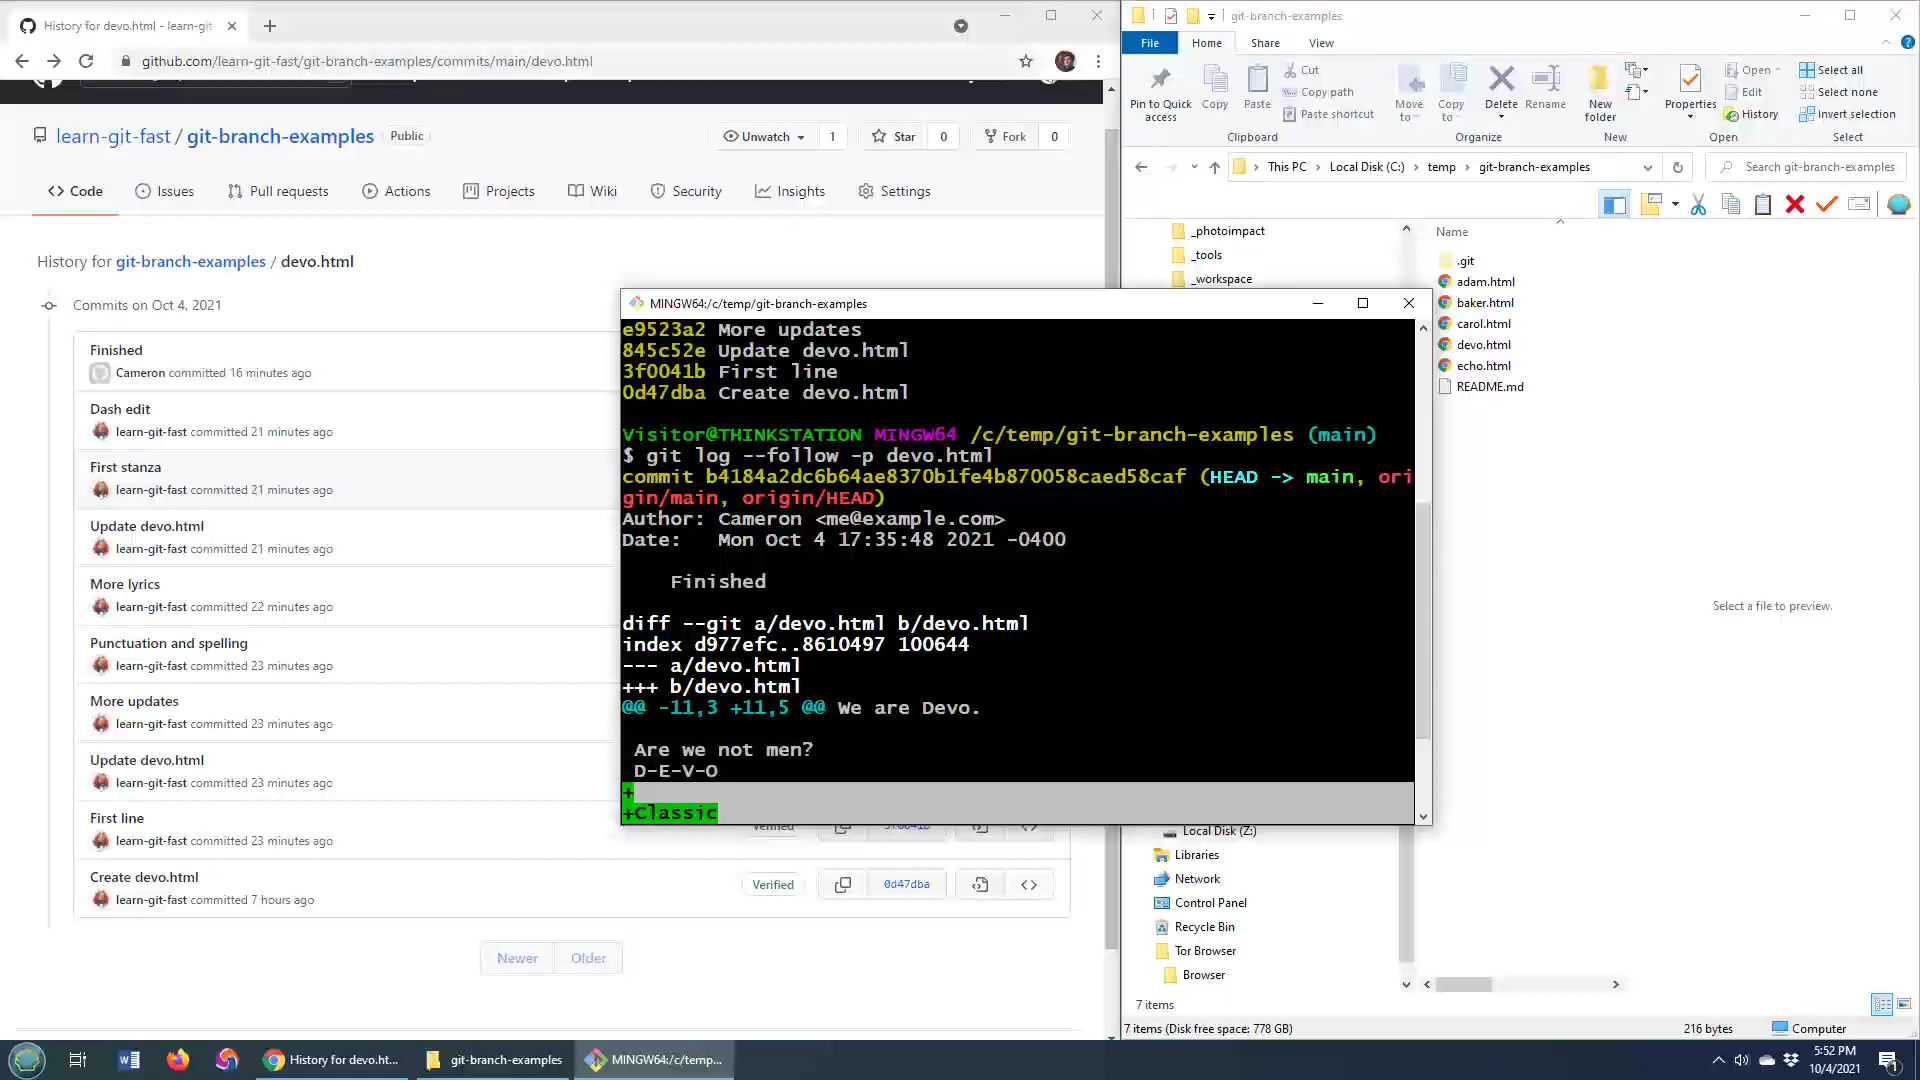 History for devo.html - learn-git
github.com/learn-git-fast/git-branch-examples/commits/main/devo.html
learn-git-fast / git-branch-examples Public
Unwatch 1 Star 0 Fork 0
Code Issues Pull requests Actions Projects Wiki Security Insights Settings
History for git-branch-examples / devo.html
Commits on Oct 4, 2021
Finished
Cameron committed 16 minutes ago
Dash edit
learn-git-fast committed 21 minutes ago
First stanza
learn-git-fast committed 21 minutes ago
Update devo.html
learn-git-fast committed 21 minutes ago
More lyrics
learn-git-fast committed 22 minutes ago
Punctuation and spelling
learn-git-fast committed 23 minutes ago
More updates
learn-git-fast committed 23 minutes ago
Update devo.html
learn-git-fast committed 23 minutes ago
First line
learn-git-fast committed 23 minutes ago
Verified 3f0041b
Create devo.html
learn-git-fast committed 7 hours ago
Verified 0d47dba
Newer Older
MINGW64:/c/temp/git-branch-examples
e9523a2 More updates
845c52e Update devo.html
3f0041b First line
0d47dba Create devo.html
Visitor@THINKSTATION MINGW64 /c/temp/git-branch-examples (main)
$ git log --follow -p devo.html
commit b4184a2dc6b64ae8370b1fe4b870058caed58caf (HEAD -> main, ori
gin/main, origin/HEAD)
Author: Cameron <me@example.com>
Date:   Mon Oct 4 17:35:48 2021 -0400
Finished
diff --git a/devo.html b/devo.html
index d977efc..8610497 100644
--- a/devo.html
+++ b/devo.html
@@ -11,3 +11,5 @@ We are Devo.
Are we not men?
D-E-V-O
+
+Classic
git-branch-examples
File Home Share View
Pin to Quick access
Copy
Paste
Cut
Copy path
Paste shortcut
Move to
Copy to
Delete
Rename
New folder
Properties
Open
Edit
History
Select all
Select none
Invert selection
Clipboard Organize New Open Select
This PC Local Disk (C:) temp git-branch-examples
Search git-branch-examples
_photoimpact
_tools
_workspace
Name
.git
adam.html
baker.html
carol.html
devo.html
echo.html
README.md
Select a file to preview.
Local Disk (Z:)
Libraries
Network
Control Panel
Recycle Bin
Tor Browser
Browser
7 items
7 items (Disk free space: 778 GB) 216 bytes Computer
History for devo.ht...
git-branch-examples
MINGW64:/c/temp...
5:52 PM
10/4/2021
1